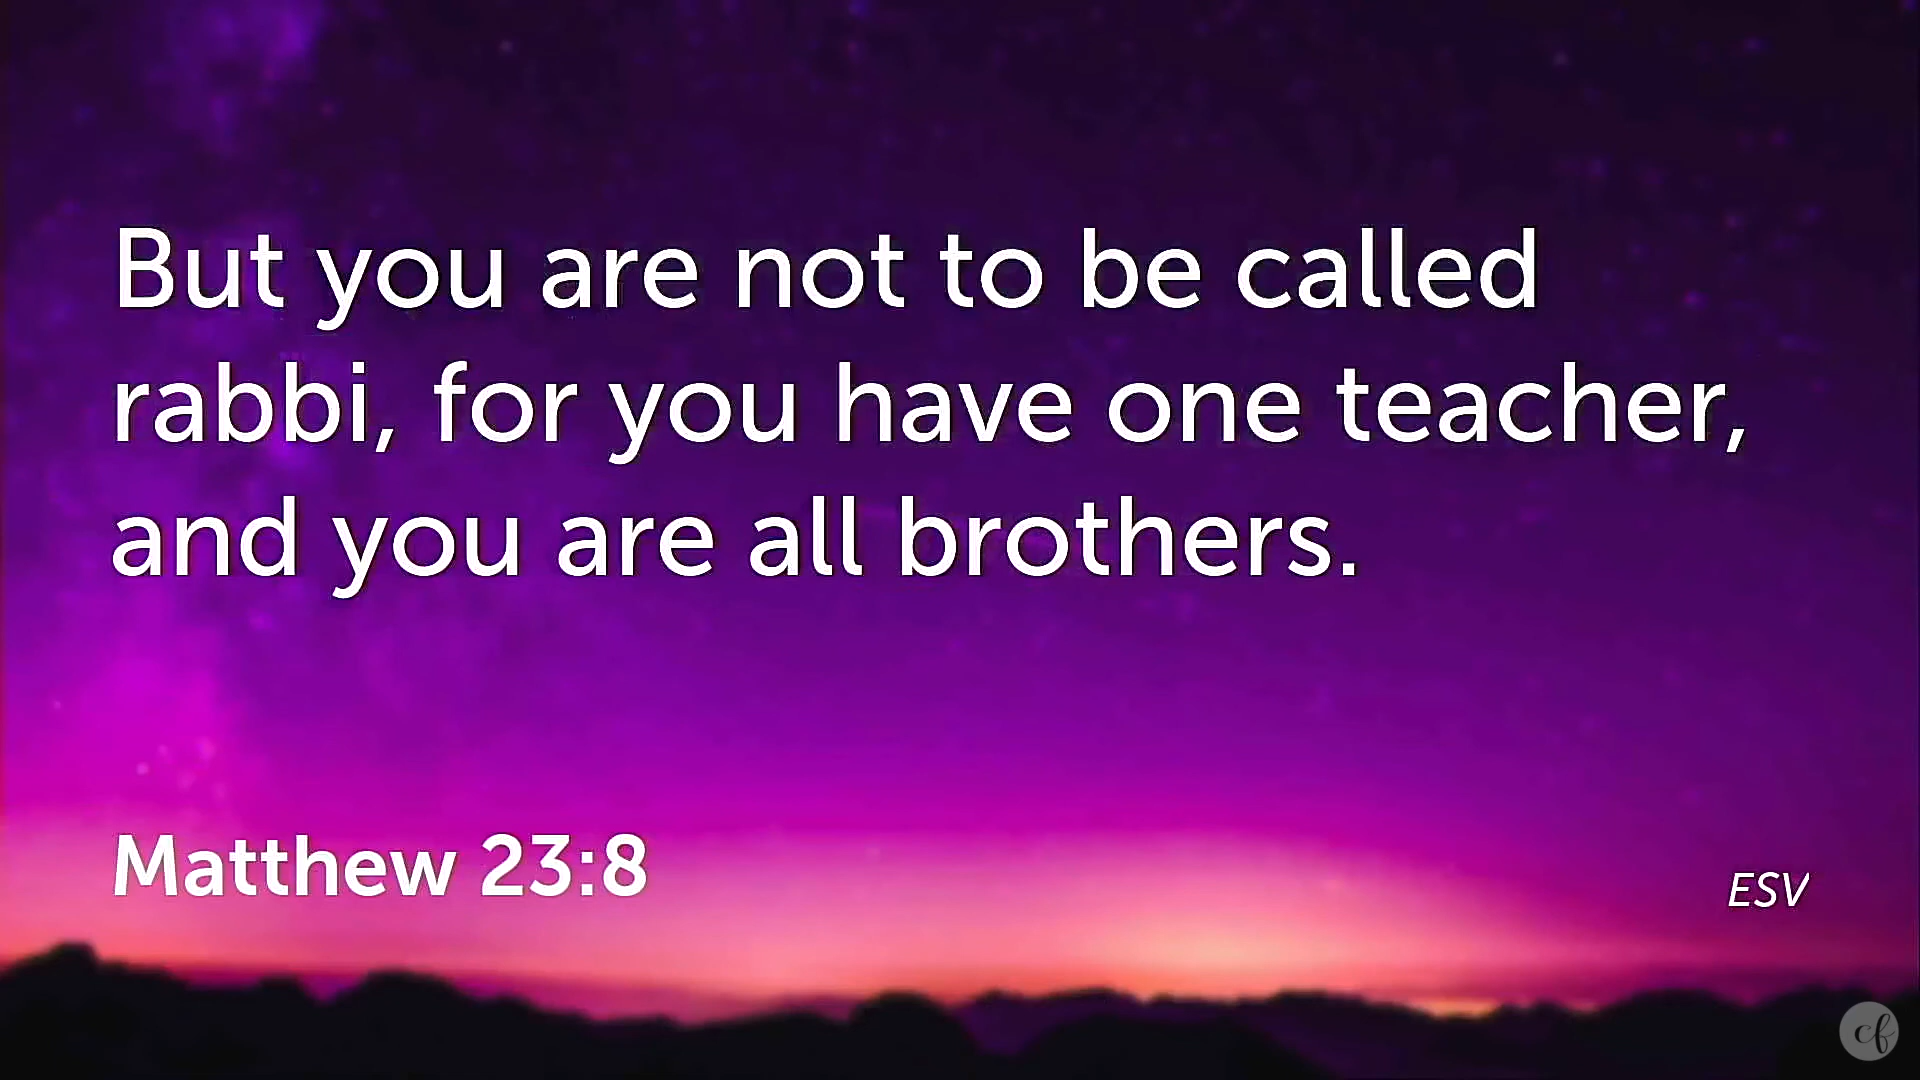 But you are not to be called
rabbi, for you have one teacher,
and you are all brothers.
Matthew 23:8
ESV
cf